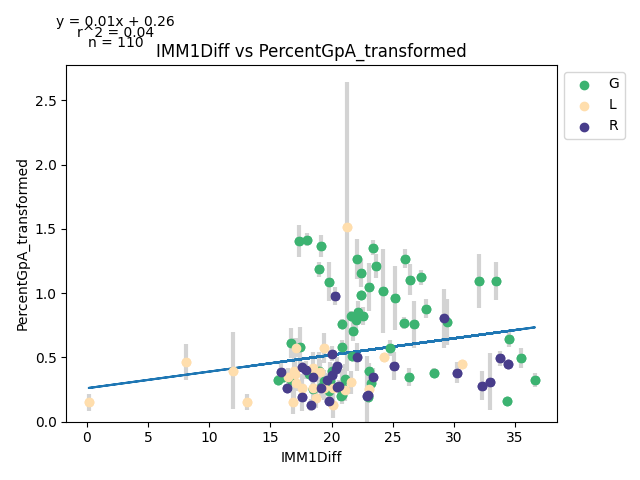 y = 0.01x + 0.26
r^2 = 0.04
n = 110
IMM1Diff vs PercentGpA_transformed
G
L
R
PercentGpA_transformed
2.5
2.0
1.5
1.0
0.5
0.0
0 5 10 15 20 25 30 35
IMM1Diff